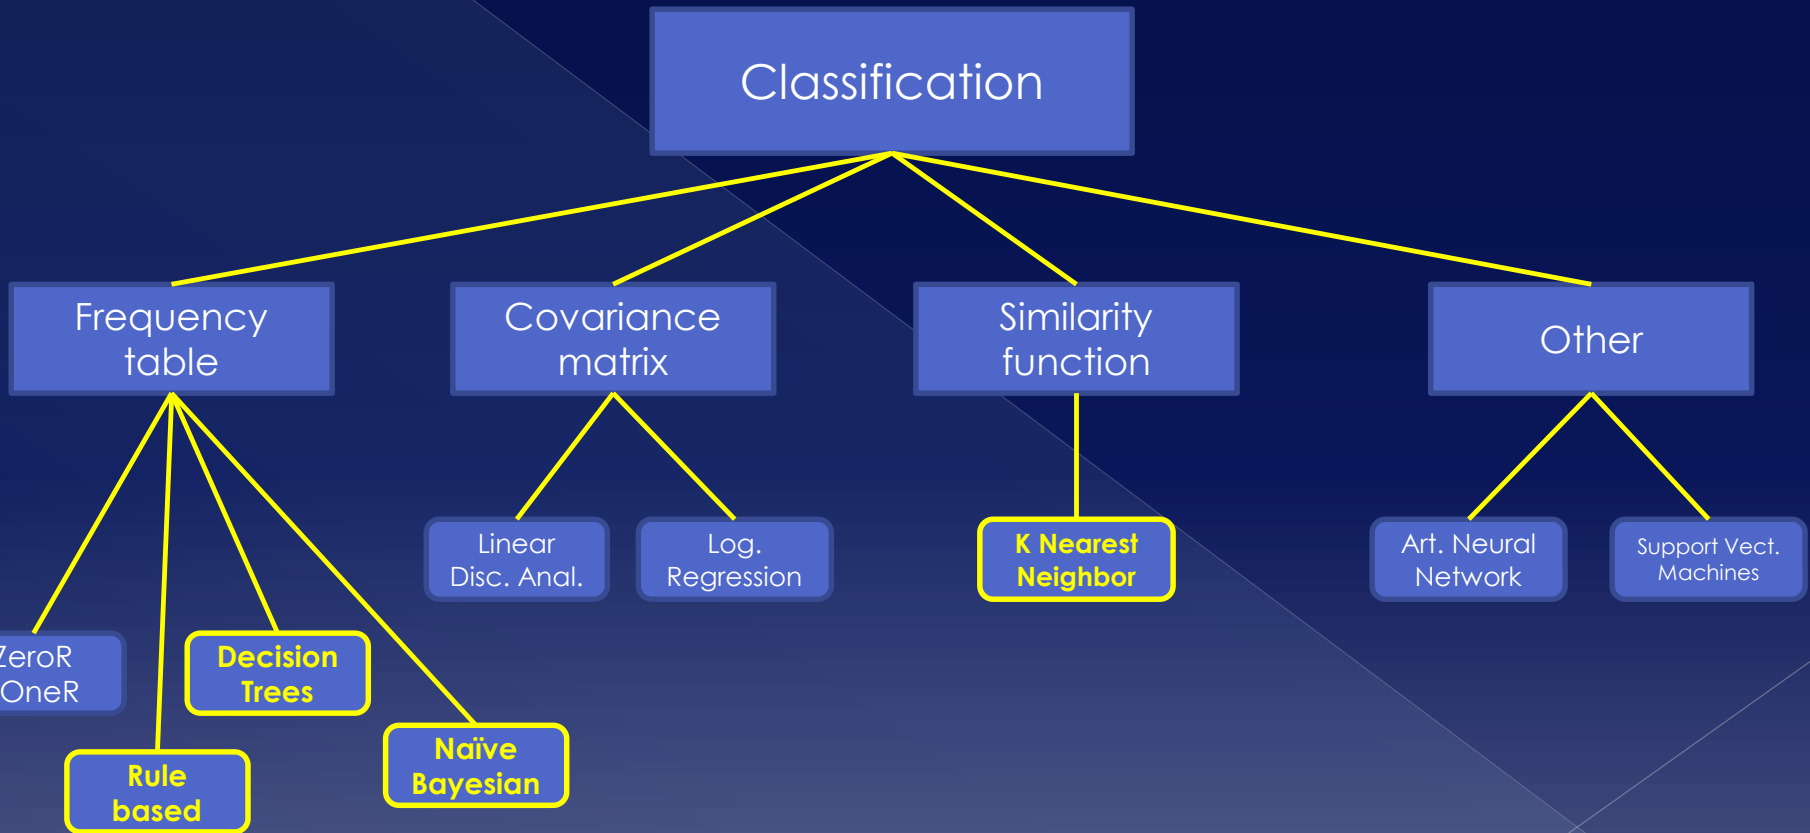 Classification
Frequency
table
Covariance
matrix
Similarity
function
Other
Linear
Disc. Anal.
Log.
Regression
K Nearest
Neighbor
Art. Neural
Network
Support Vect.
Machines
ZeroR
OneR
Decision
Trees
Naïve
Bayesian
Rule
based